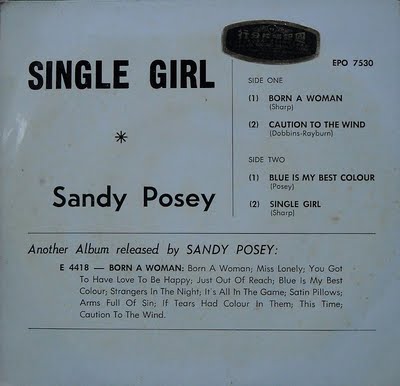 EPO 7530
SINGLE GIRL
*
Sandy Posey
SIDE ONE
(1) BORN A WOMAN
(Sharp)
(2) CAUTION TO THE WIND
(Dobbins-Rayburn)
SIDE TWO
(1) BLUE IS MY BEST COLOUR
(Posey)
(2) SINGLE GIRL
(Sharp)
Another Album released by SANDY POSEY:
E 4418 — BORN A WOMAN: Born A Woman; Miss Lonely; You Got
To Have Love To Be Happy; Just Out Of Reach; Blue Is My Best
Colour; Strangers In The Night; It's All In The Game; Satin Pillows;
Arms Full Of Sin; If Tears Had Colour In Them; This Time;
Caution To The Wind.